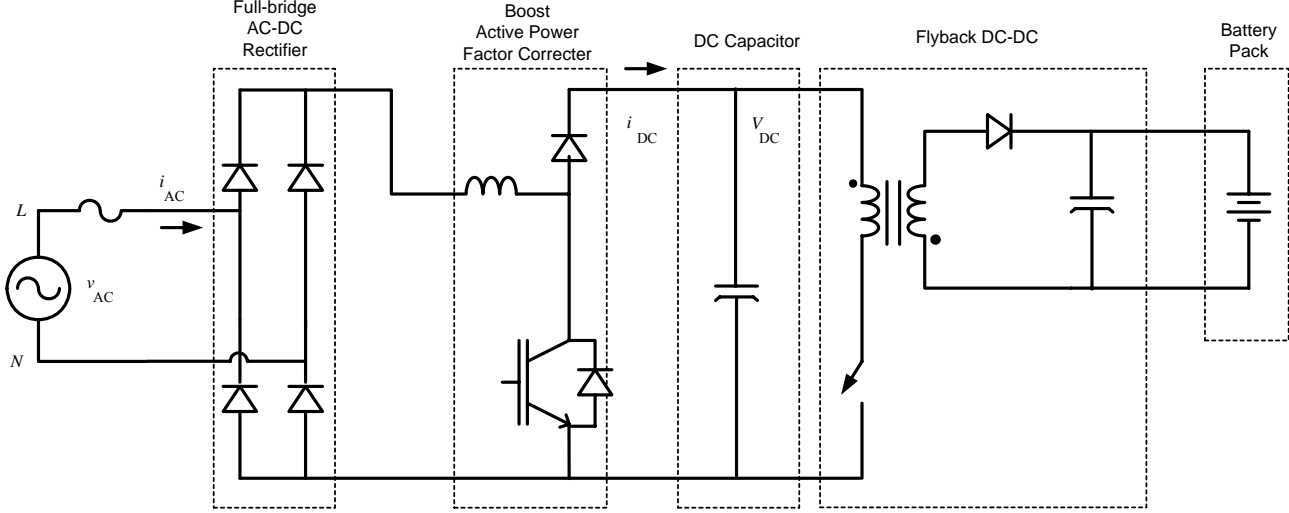 Full-bridge
AC-DC
Rectifier
Boost
Active Power
Factor Correcter
DC Capacitor
Flyback DC-DC
Battery
Pack
i DC
V DC
i AC
L
v AC
N